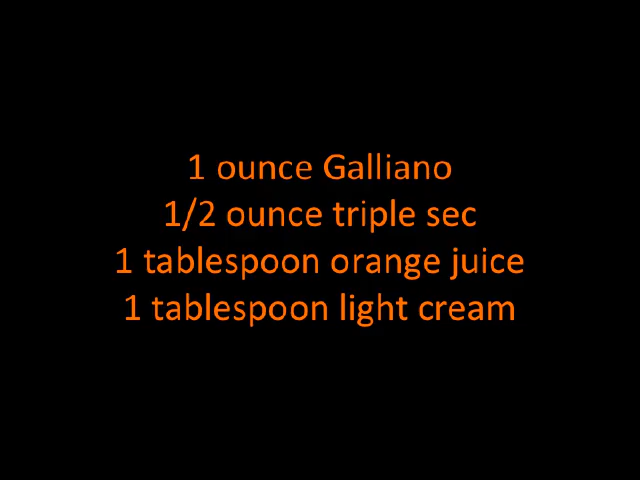 1 ounce Galliano
1/2 ounce triple sec
1 tablespoon orange juice
1 tablespoon light cream